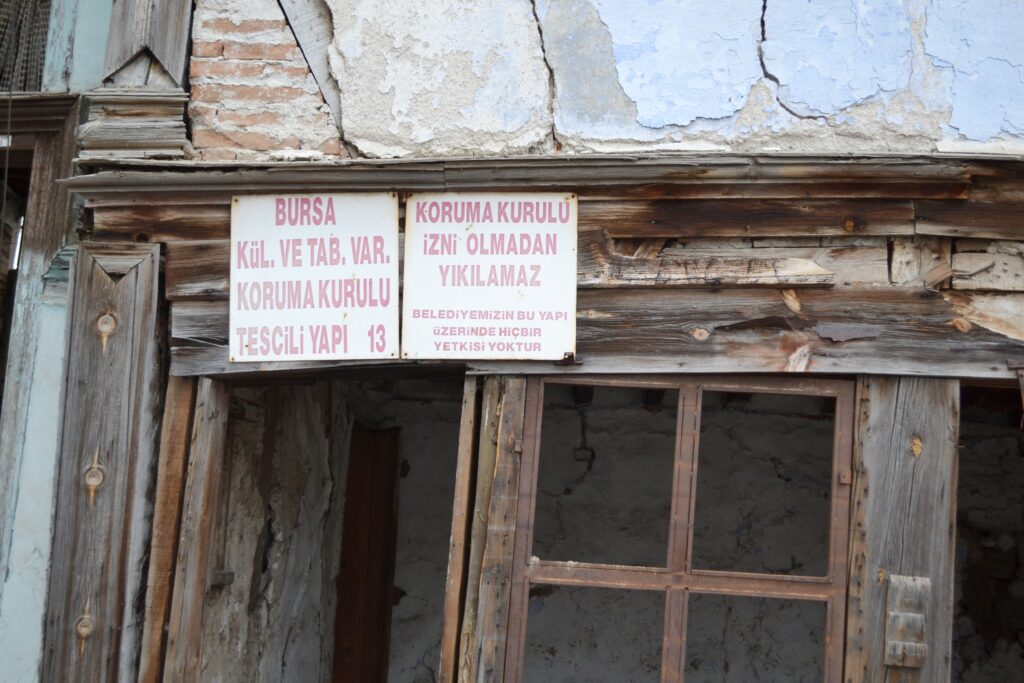 BURSA
KÜL. VE TAB. VAR.
KORUMA KURULU
TESCİLİ YAPI 13
KORUMA KURULU
İZNİ OLMADAN
YIKILAMAZ
BELEDİYEMİZİN BU YAPI
ÜZERİNDE HİÇBİR
YETKİSİ YOKTUR